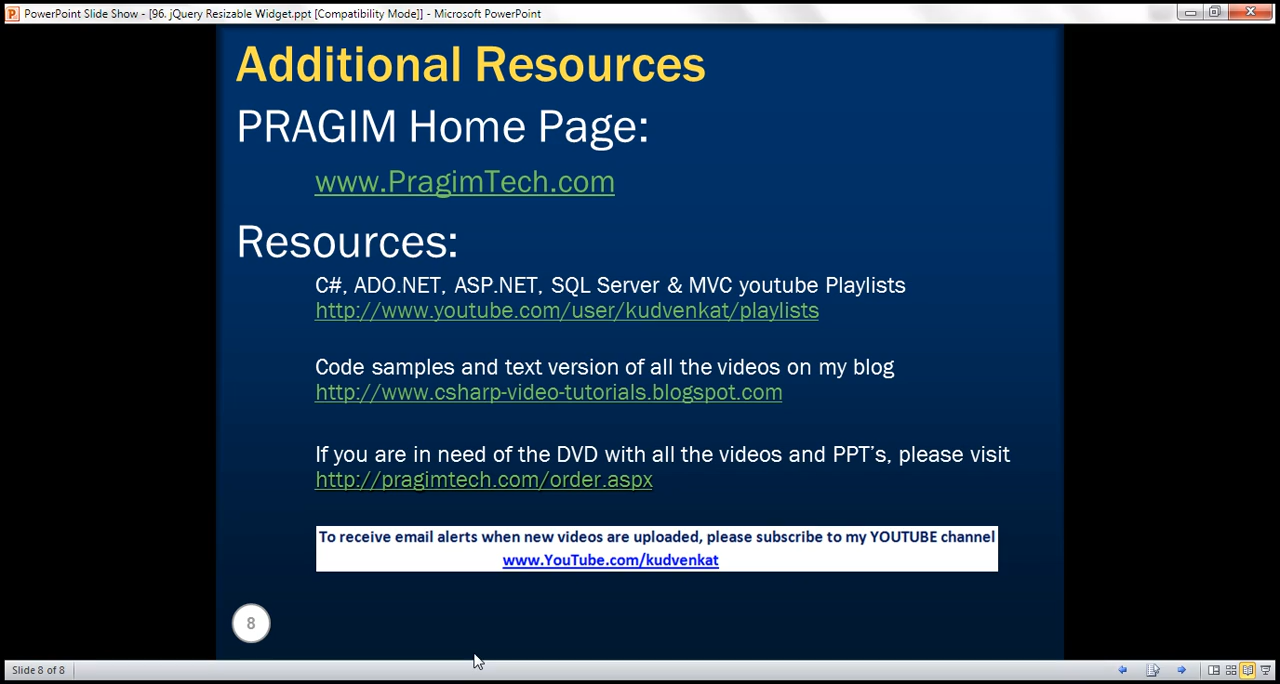 PowerPoint Slide Show - [96. jQuery Resizable Widget.ppt [Compatibility Mode]] - Microsoft PowerPoint
Additional Resources
PRAGIM Home Page:
www.PragimTech.com
Resources:
C#, ADO.NET, ASP.NET, SQL Server & MVC youtube Playlists
http://www.youtube.com/user/kudvenkat/playlists
Code samples and text version of all the videos on my blog
http://www.csharp-video-tutorials.blogspot.com
If you are in need of the DVD with all the videos and PPT’s, please visit
http://pragimtech.com/order.aspx
To receive email alerts when new videos are uploaded, please subscribe to my YOUTUBE channel
www.YouTube.com/kudvenkat
8
Slide 8 of 8